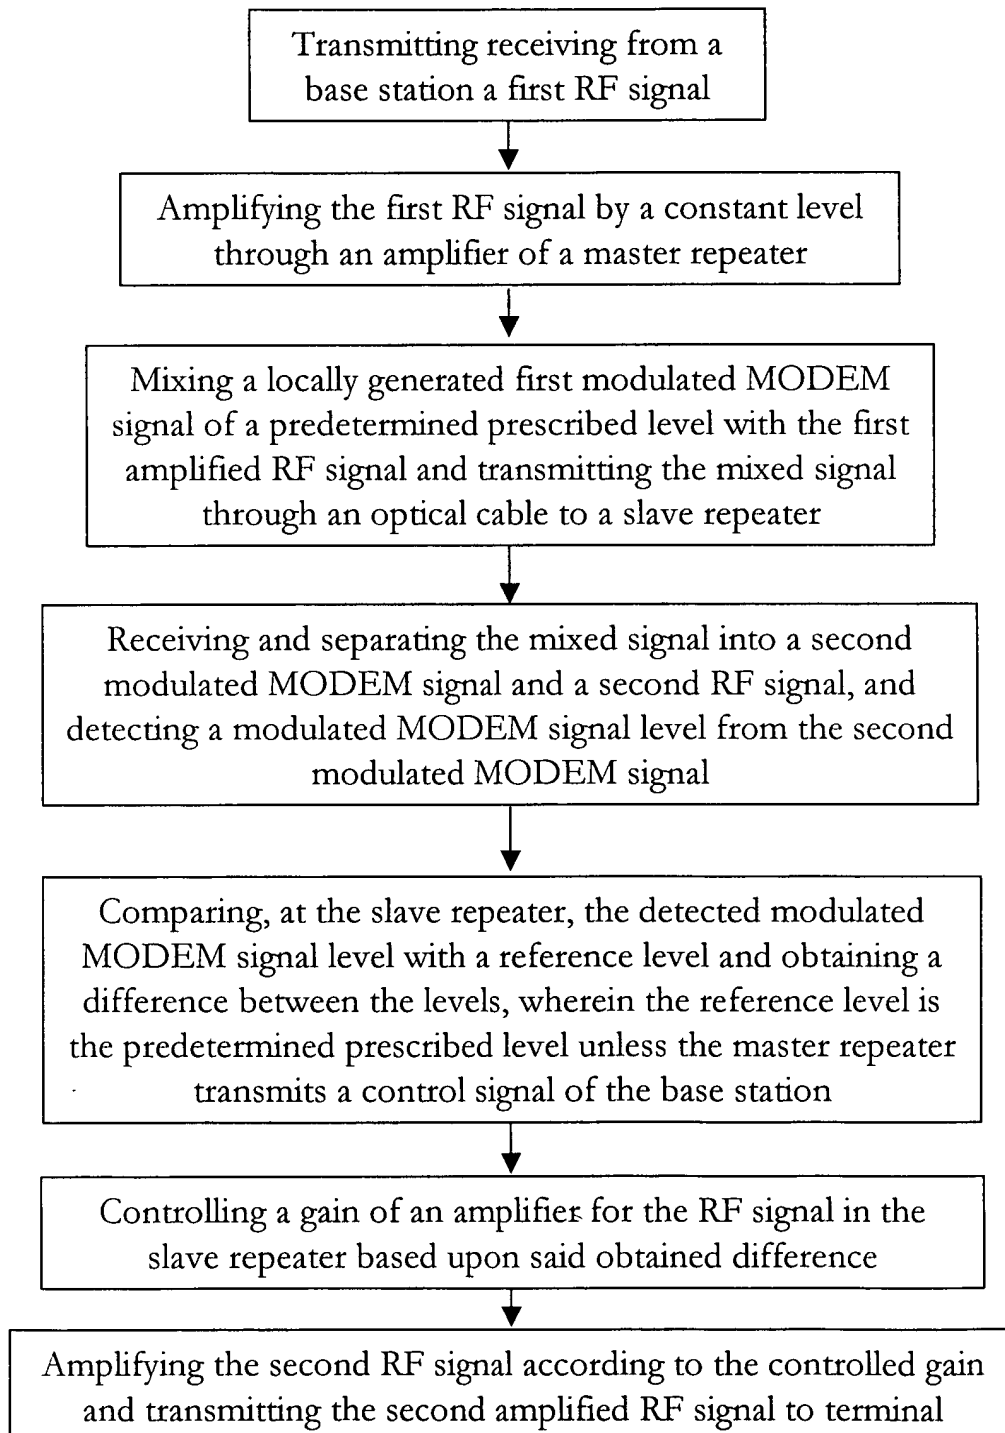 Transmitting receiving from a
base station a first RF signal
Amplifying the first RF signal by a constant level
through an amplifier of a master repeater
Mixing a locally generated first modulated MODEM
signal of a predetermined prescribed level with the first
amplified RF signal and transmitting the mixed signal
through an optical cable to a slave repeater
Receiving and separating the mixed signal into a second
modulated MODEM signal and a second RF signal, and
detecting a modulated MODEM signal level from the second
modulated MODEM signal
Comparing, at the slave repeater, the detected modulated
MODEM signal level with a reference level and obtaining a
difference between the levels, wherein the reference level is
the predetermined prescribed level unless the master repeater
transmits a control signal of the base station
Controlling a gain of an amplifier for the RF signal in the
slave repeater based upon said obtained difference
Amplifying the second RF signal according to the controlled gain
and transmitting the second amplified RF signal to terminal